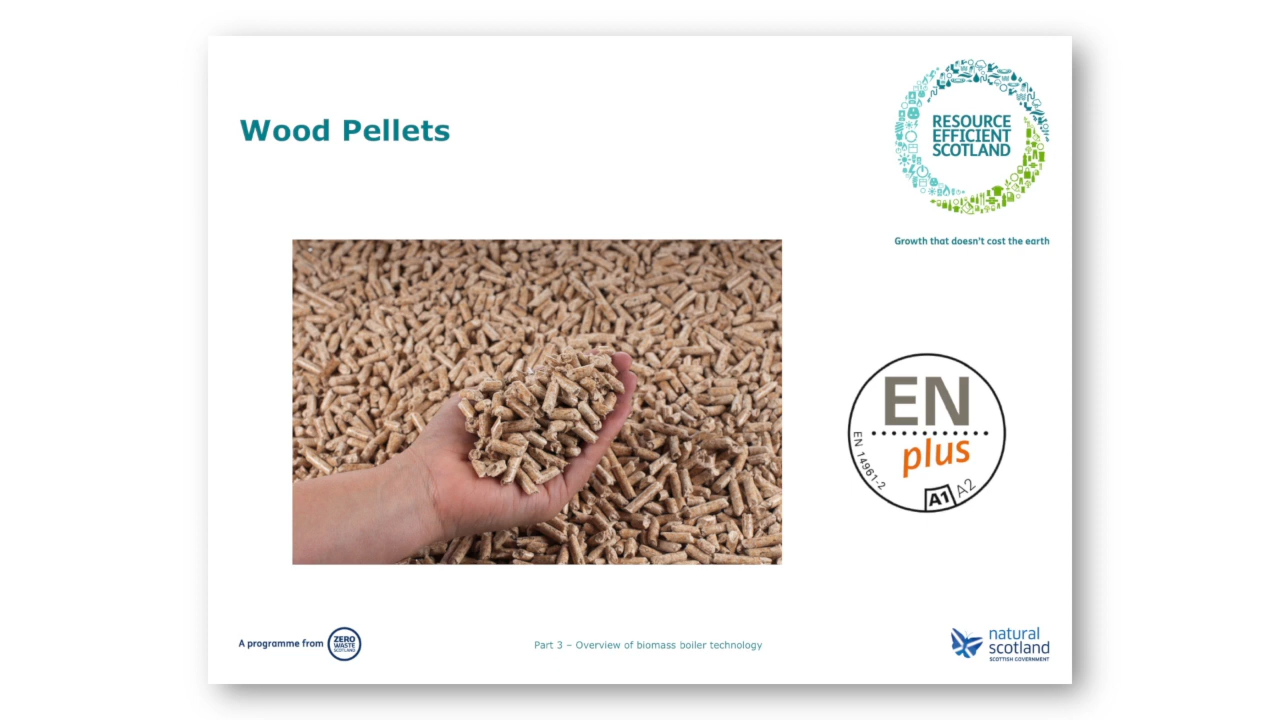 Wood Pellets
RESOURCE
EFFICIENT
SCOTLAND
Growth that doesn't cost the earth
EN
plus
EN 14961-2
A1 A2
A programme from
ZERO
WASTE
SCOTLAND
Part 3 – Overview of biomass boiler technology
natural
scotland
SCOTTISH GOVERNMENT